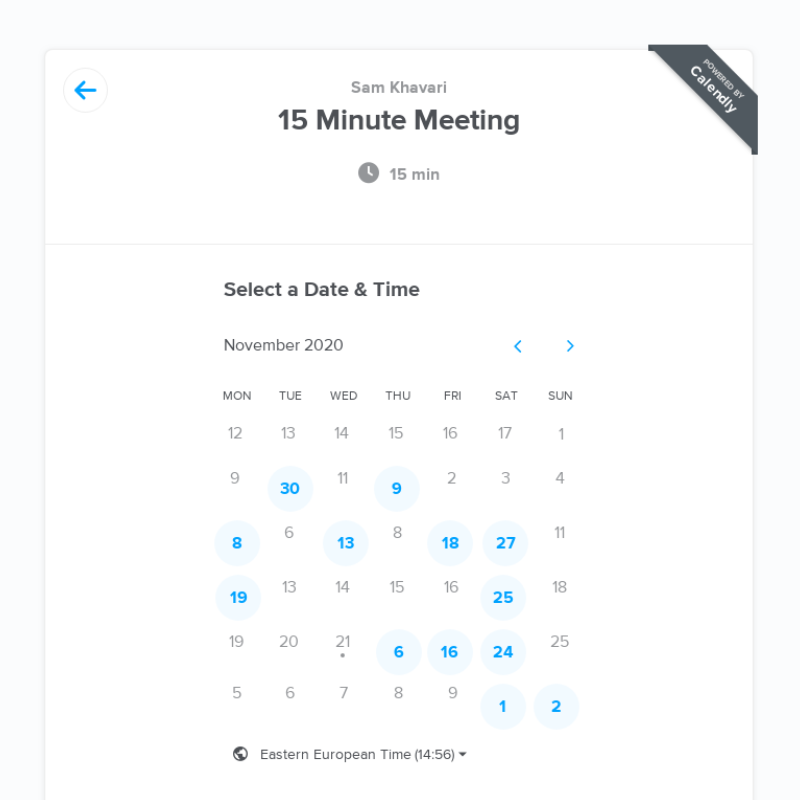 POWERED BY
Calendly
Sam Khavari
15 Minute Meeting
15 min
Select a Date & Time
November 2020
MON TUE WED THU FRI SAT SUN
12 13 14 15 16 17 1
9 30 11 9 2 3 4
8 6 13 8 18 27 11
19 13 14 15 16 25 18
19 20 21 6 16 24 25
5 6 7 8 9 1 2
Eastern European Time (14:56)